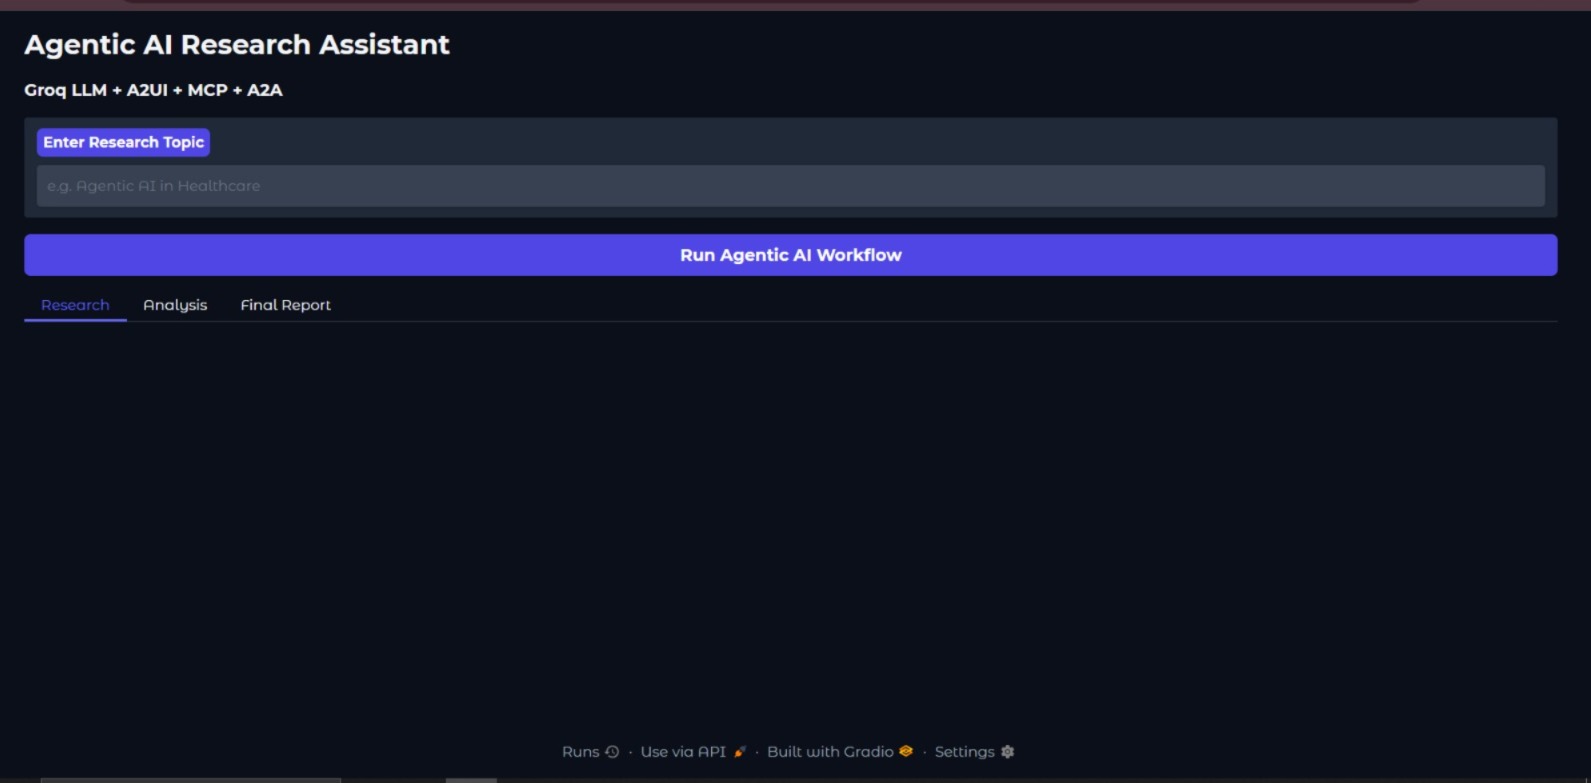 Agentic AI Research Assistant
Groq LLM + A2UI + MCP + A2A
Enter Research Topic
e.g. Agentic AI in Healthcare
Run Agentic AI Workflow
Research Analysis Final Report
Runs · Use via API · Built with Gradio · Settings